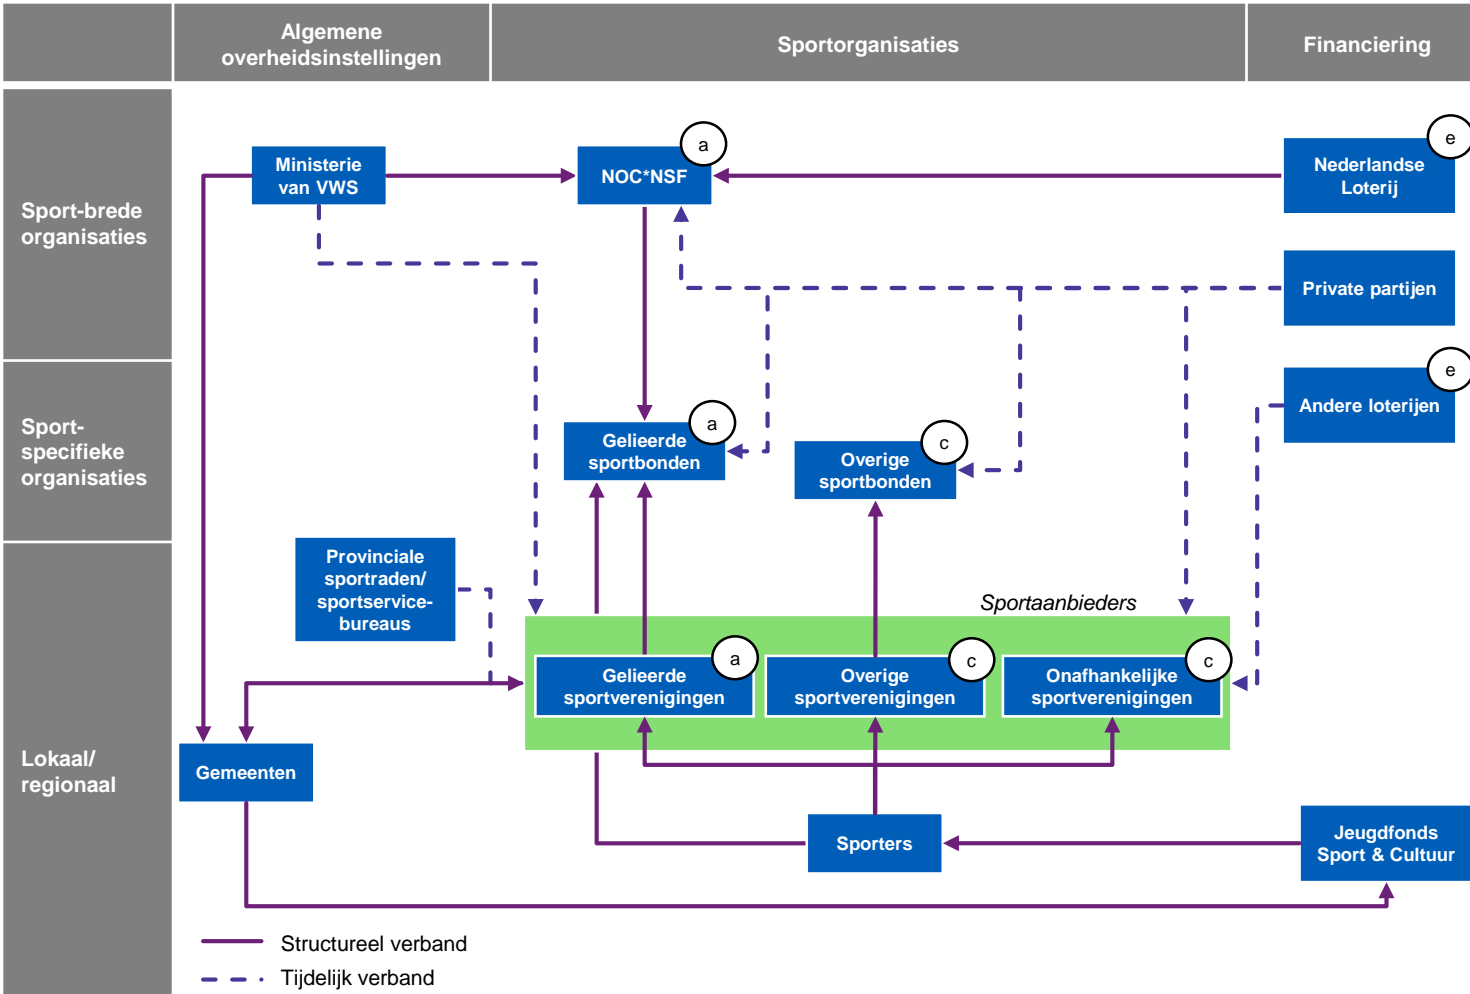 Algemene
overheidsinstellingen
Sportorganisaties
Financiering
Sport-brede
organisaties
Ministerie
van VWS
a
NOC*NSF
e
Nederlandse
Loterij
Private partijen
Sport-
specifieke
organisaties
a
Gelieerde
sportbonden
c
Overige
sportbonden
e
Andere loterijen
Lokaal/
regionaal
Provinciale
sportraden/
sportservice-
bureaus
Sportaanbieders
a
Gelieerde
sportverenigingen
c
Overige
sportverenigingen
c
Onafhankelijke
sportverenigingen
Gemeenten
Sporters
Jeugdfonds
Sport & Cultuur
Structureel verband
Tijdelijk verband